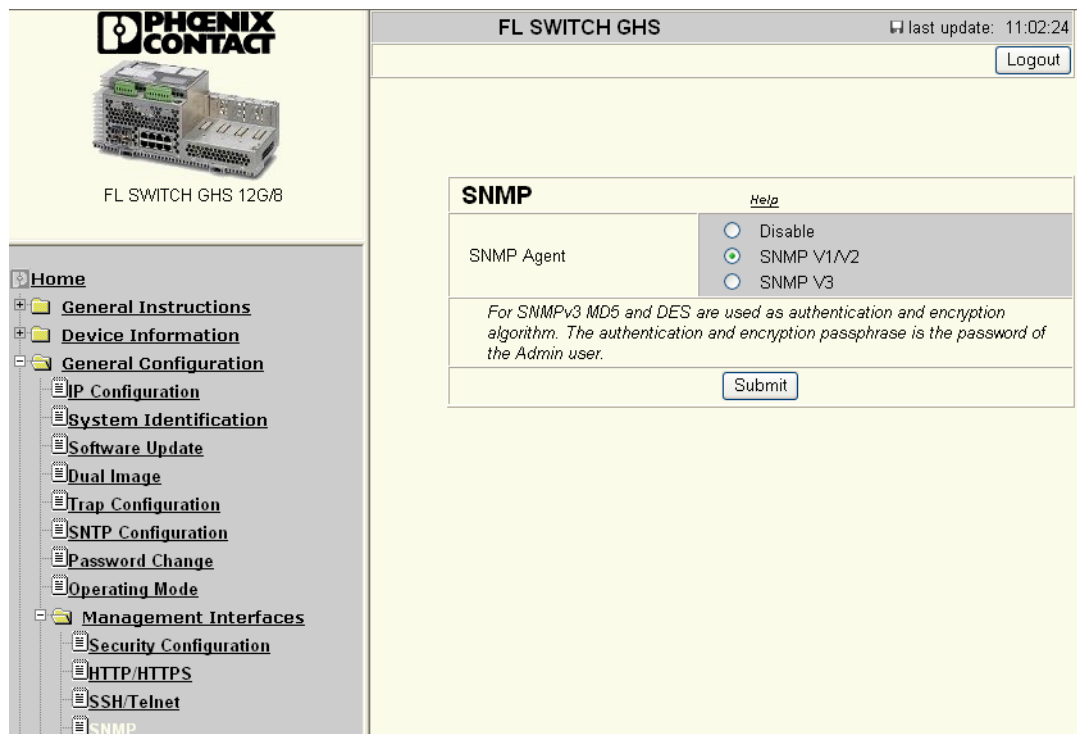 PHŒNIX
CONTACT
FL SWITCH GHS 12G/8
Home
General Instructions
Device Information
General Configuration
IP Configuration
System Identification
Software Update
Dual Image
Trap Configuration
SNTP Configuration
Password Change
Operating Mode
Management Interfaces
Security Configuration
HTTP/HTTPS
SSH/Telnet
SNMP
FL SWITCH GHS
last update: 11:02:24
Logout
SNMP Help
SNMP Agent
Disable
SNMP V1/V2
SNMP V3
For SNMPv3 MD5 and DES are used as authentication and encryption
algorithm. The authentication and encryption passphrase is the password of
the Admin user.
Submit